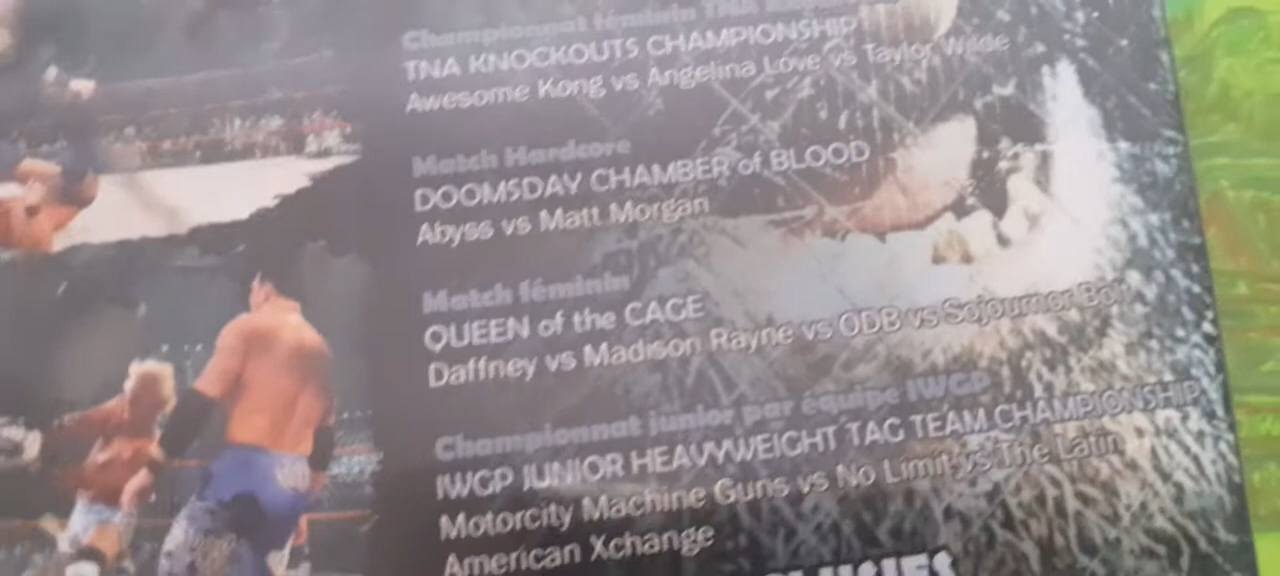 Championnat féminin TNA
TNA KNOCKOUTS CHAMPIONSHIP
Awesome Kong vs Angelina Love vs Taylor Wilde
Match Hardcore
DOOMSDAY CHAMBER of BLOOD
Abyss vs Matt Morgan
Match féminin
QUEEN of the CAGE
Daffney vs Madison Rayne vs ODB vs Sojourner Bolt
Championnat junior par équipe IWGP
IWGP JUNIOR HEAVYWEIGHT TAG TEAM CHAMPIONSHIP
Motorcity Machine Guns vs No Limit vs The Latin
American Xchange